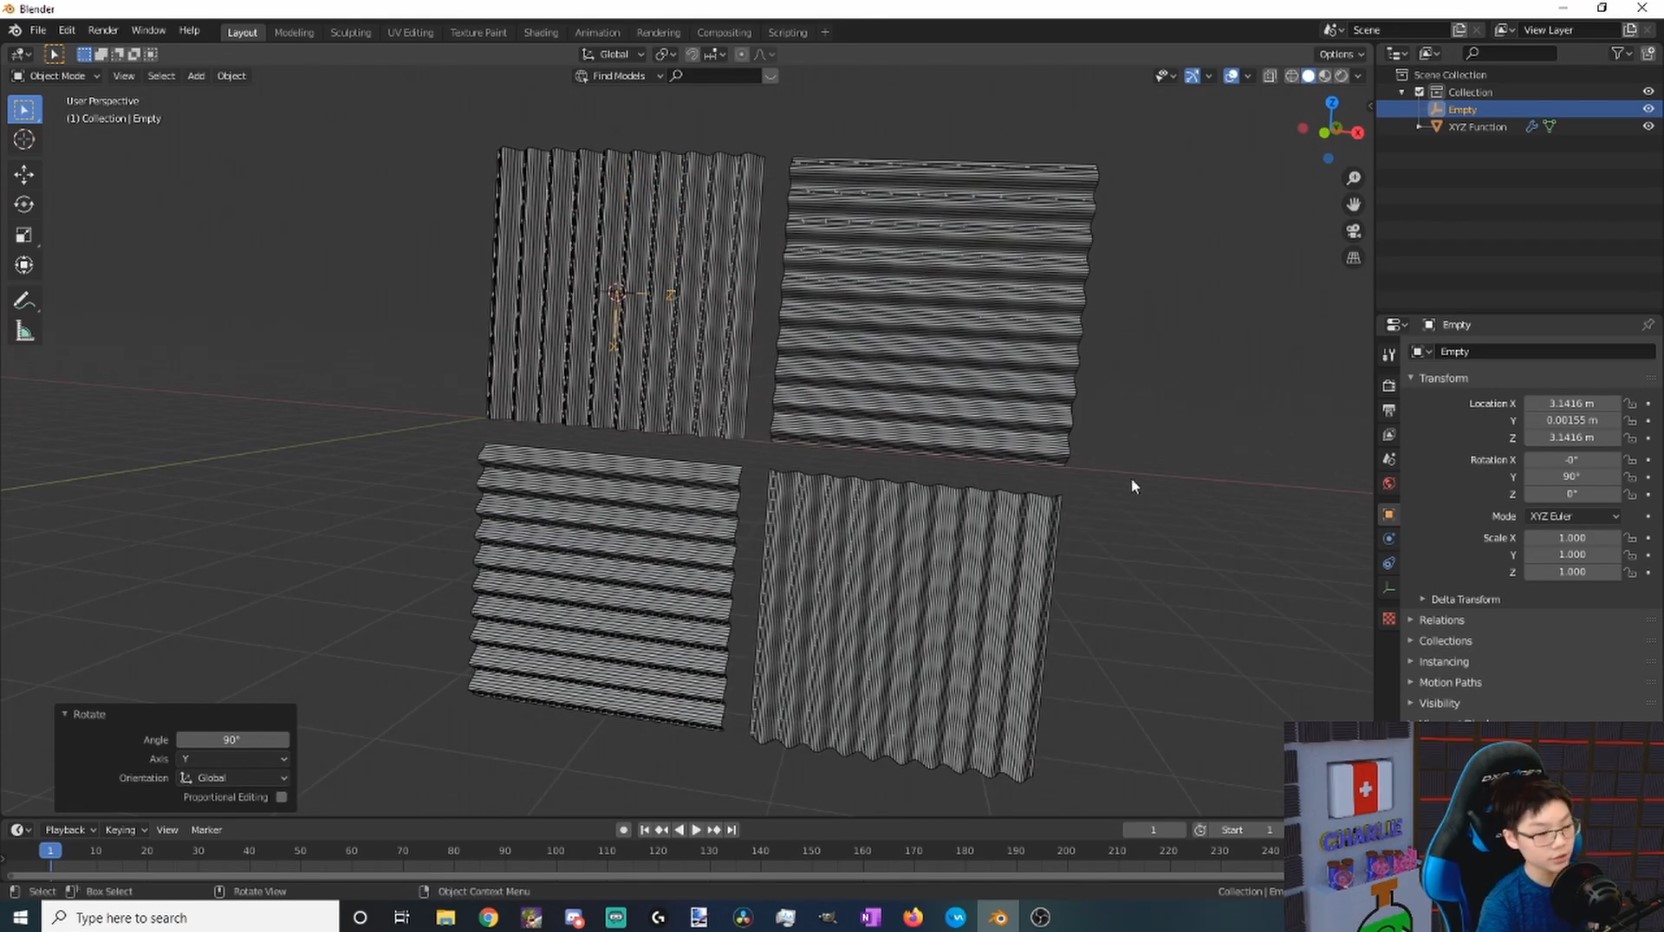 Blender
File Edit Render Window Help
Layout Modeling Sculpting UV Editing Texture Paint Shading Animation Rendering Compositing Scripting +
Scene View Layer
Global Options
Object Mode View Select Add Object Find Models
User Perspective
(1) Collection | Empty
Scene Collection
Collection
Empty
XYZ Function
Z
X
Z
X
Empty
Empty
Transform
Location X 3.1416 m
Y 0.00155 m
Z 3.1416 m
Rotation X -0°
Y 90°
Z 0°
Mode XYZ Euler
Scale X 1.000
Y 1.000
Z 1.000
Delta Transform
Relations
Collections
Instancing
Motion Paths
Visibility
Rotate
Angle 90°
Axis Y
Orientation Global
Proportional Editing
Playback Keying View Marker 1 Start 1
1 10 20 30 40 50 60 70 80 90 100 110 120 130 140 150 160 170 180 190 200 210 220 230 240
Select Box Select Rotate View Object Context Menu Collection | Em
Type here to search
CHARLIE